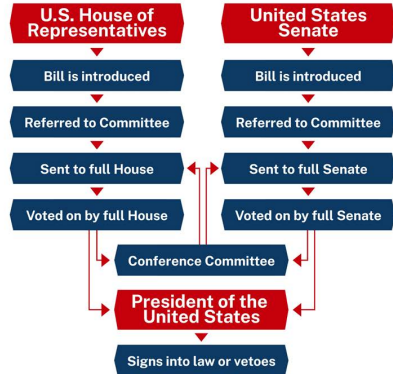 U.S. House of
Representatives
Bill is introduced
Referred to Committee
Sent to full House
Voted on by full House
United States
Senate
Bill is introduced
Referred to Committee
Sent to full Senate
Voted on by full Senate
Conference Committee
President of the
United States
Signs into law or vetoes